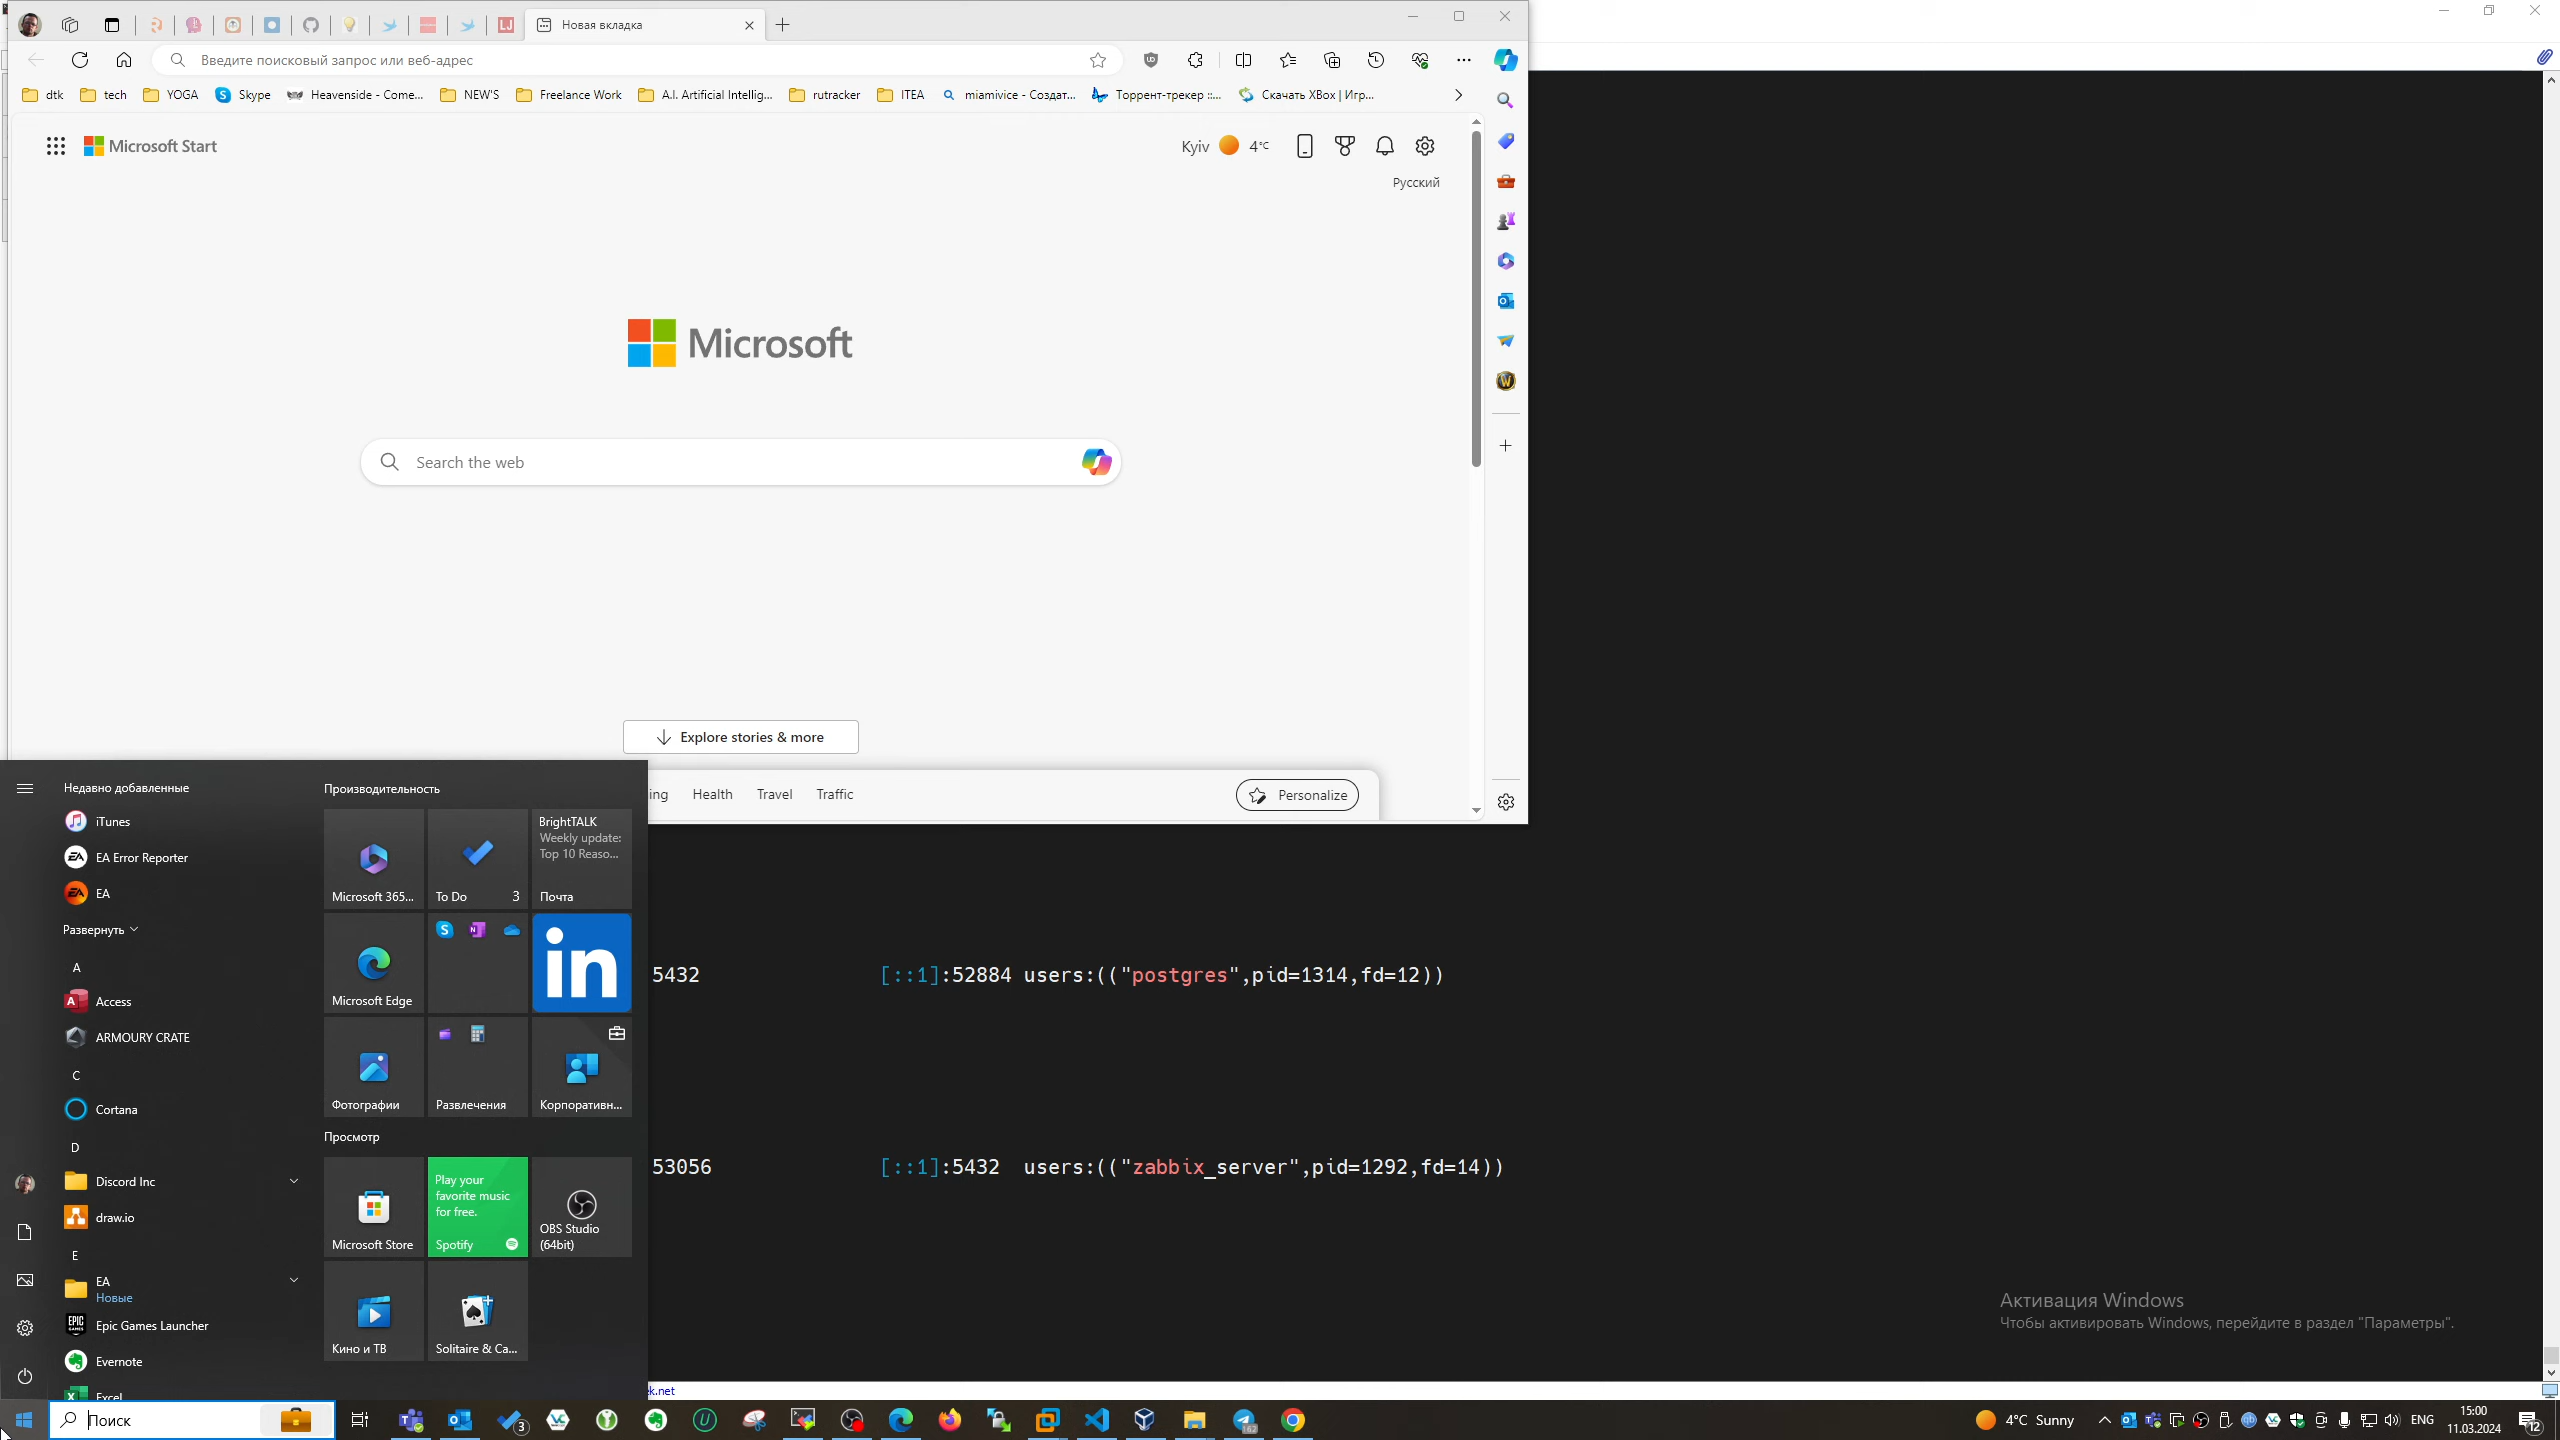 Новая вкладка
Введите поисковый запрос или веб-адрес
dtk
tech
YOGA
Skype
Heavenside - Come...
NEW'S
Freelance Work
A.I. Artificial Intellig...
rutracker
ITEA
miamivice - Создат...
Торрент-трекер ::...
Скачать XBox | Игр...
Microsoft Start
Kyiv
4°C
Русский
Microsoft
Search the web
Explore stories & more
ing
Health
Travel
Traffic
Personalize
Недавно добавленные
iTunes
EA Error Reporter
EA
Развернуть
A
Access
ARMOURY CRATE
C
Cortana
D
Discord Inc
draw.io
E
EA
Новые
Epic Games Launcher
Evernote
Excel
Производительность
Microsoft 365...
To Do 3
BrightTALK
Weekly update:
Top 10 Reaso...
Почта
Microsoft Edge
in
Фотографии
Развлечения
Корпоративн...
Просмотр
Microsoft Store
Play your
favorite music
for free.
Spotify
OBS Studio
(64bit)
Кино и ТВ
Solitaire & Ca...
5432 [::1]:52884 users:(("postgres",pid=1314,fd=12))
53056 [::1]:5432 users:(("zabbix_server",pid=1292,fd=14))
Активация Windows
Чтобы активировать Windows, перейдите в раздел "Параметры".
ek.net
Поиск
3
162
4°C Sunny
ENG
15:00
11.03.2024
12